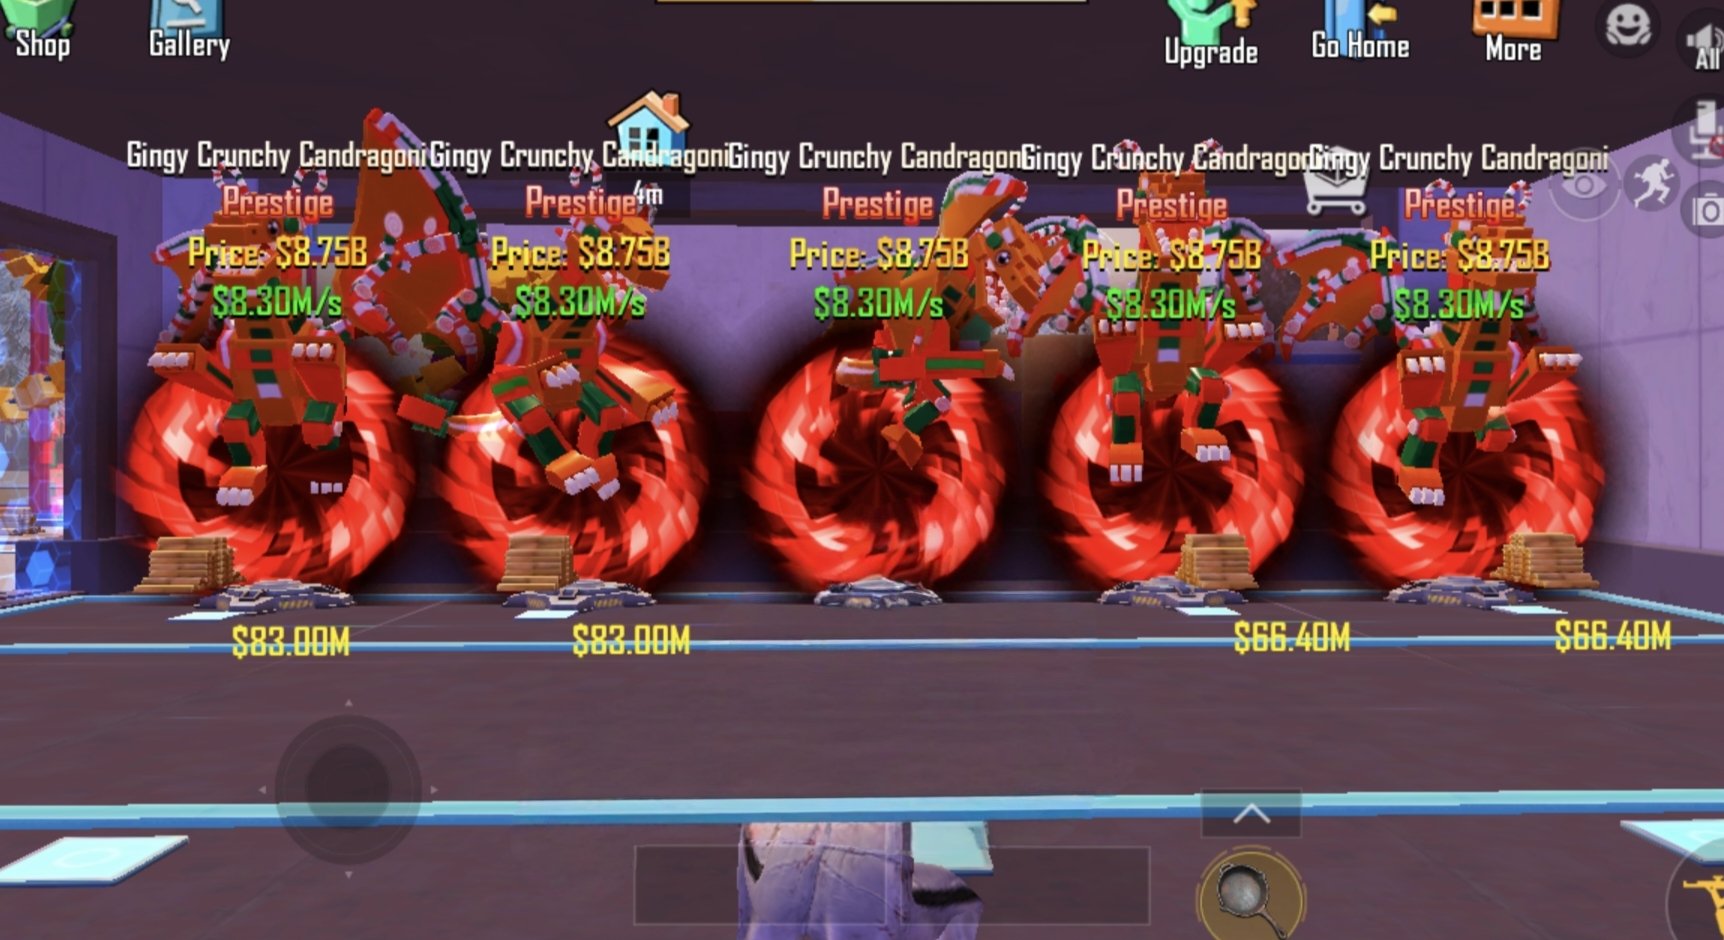 Shop
Gallery
Upgrade
Go Home
More
All
Gingy Crunchy Candragoni
Prestige
Price: $8.75B
$8.30M/s
$83.00M
Gingy Crunchy Candragoni
Prestige
Price: $8.75B
$8.30M/s
$83.00M
4m
Gingy Crunchy Candragoni
Prestige
Price: $8.75B
$8.30M/s
Gingy Crunchy Candragoni
Prestige
Price: $8.75B
$8.30M/s
$66.40M
Gingy Crunchy Candragoni
Prestige
Price: $8.75B
$8.30M/s
$66.40M